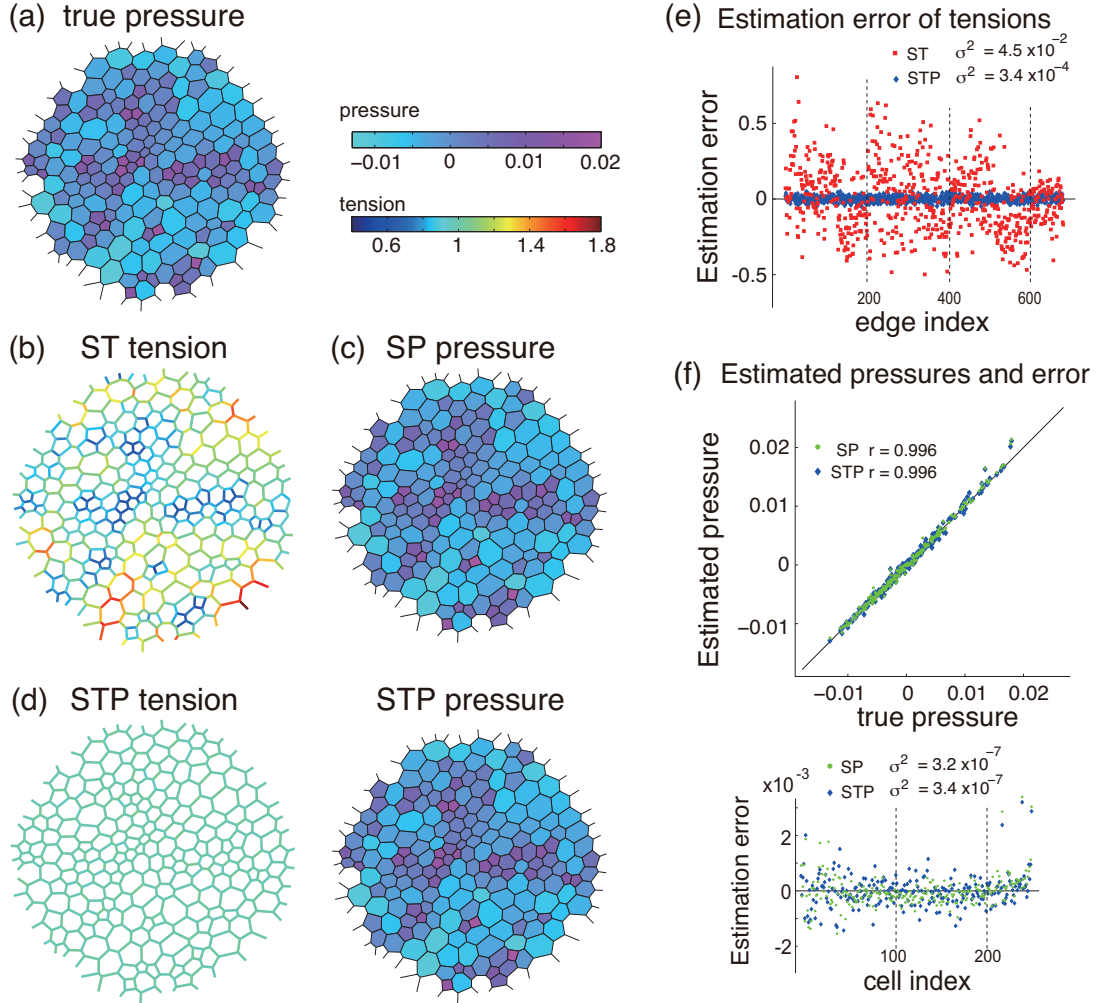 (a) true pressure
pressure
−0.01 0 0.01 0.02
tension
0.6 1 1.4 1.8
(b) ST tension
(c) SP pressure
(d) STP tension
STP pressure
(e) Estimation error of tensions
ST σ² = 4.5 x10⁻²
STP σ² = 3.4 x10⁻⁴
Estimation error
0.5
0
-0.5
200 400 600
edge index
(f) Estimated pressures and error
SP r = 0.996
STP r = 0.996
Estimated pressure
0.02
0.01
0
−0.01
−0.01 0 0.01 0.02
true pressure
SP σ² = 3.2 x10⁻⁷
STP σ² = 3.4 x10⁻⁷
x10⁻³
Estimation error
2
0
-2
100 200
cell index